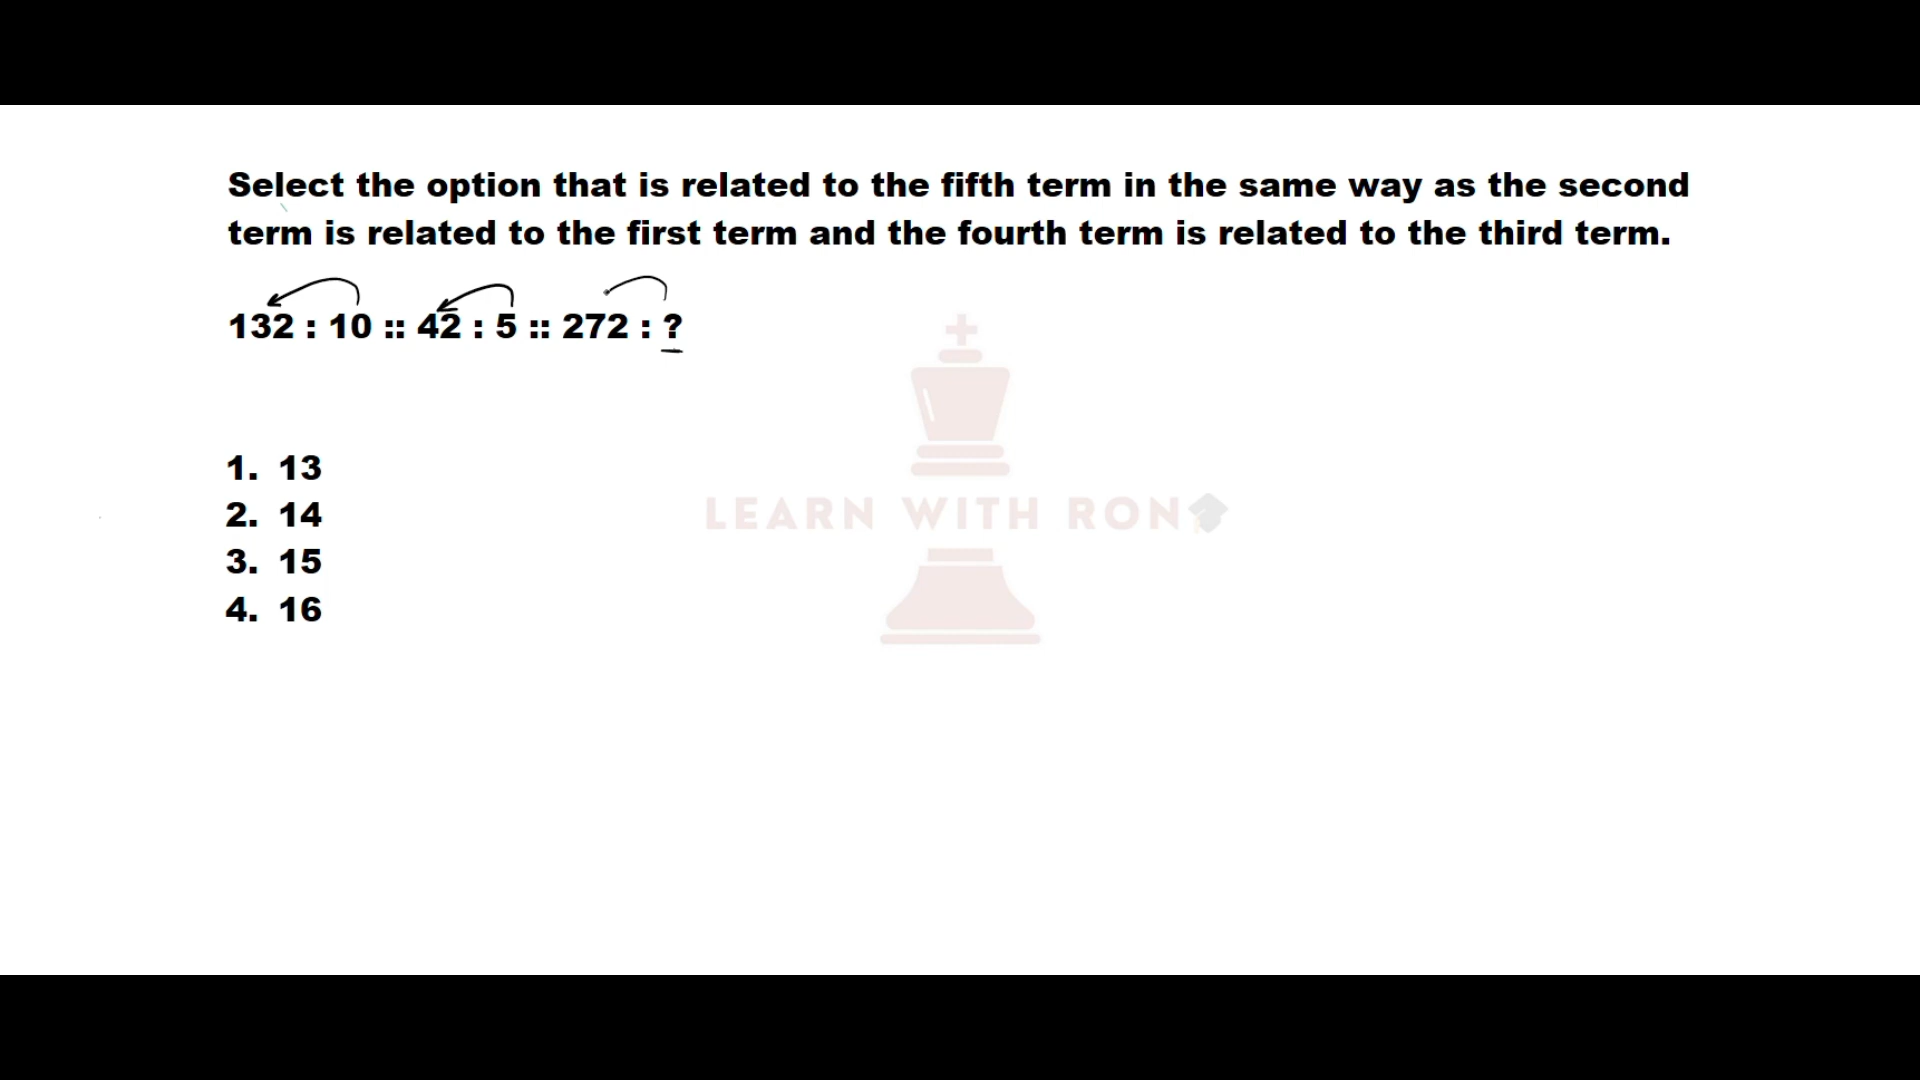 Select the option that is related to the fifth term in the same way as the second
term is related to the first term and the fourth term is related to the third term.
132 : 10 :: 42 : 5 :: 272 : ?
1. 13
2. 14
3. 15
4. 16
LEARN WITH RON